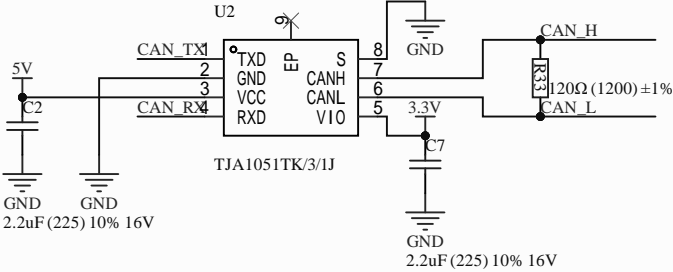 U2
9
CAN_TX 1 TXD EP S 8 GND
CAN_H
5V 2 GND CANH 7
R33
120Ω (1200) ±1%
C2 3 VCC CANL 6
CAN_RX 4 RXD VIO 5 3.3V
CAN_L
C7
TJA1051TK/3/1J
GND GND
2.2uF (225) 10% 16V
GND
2.2uF (225) 10% 16V